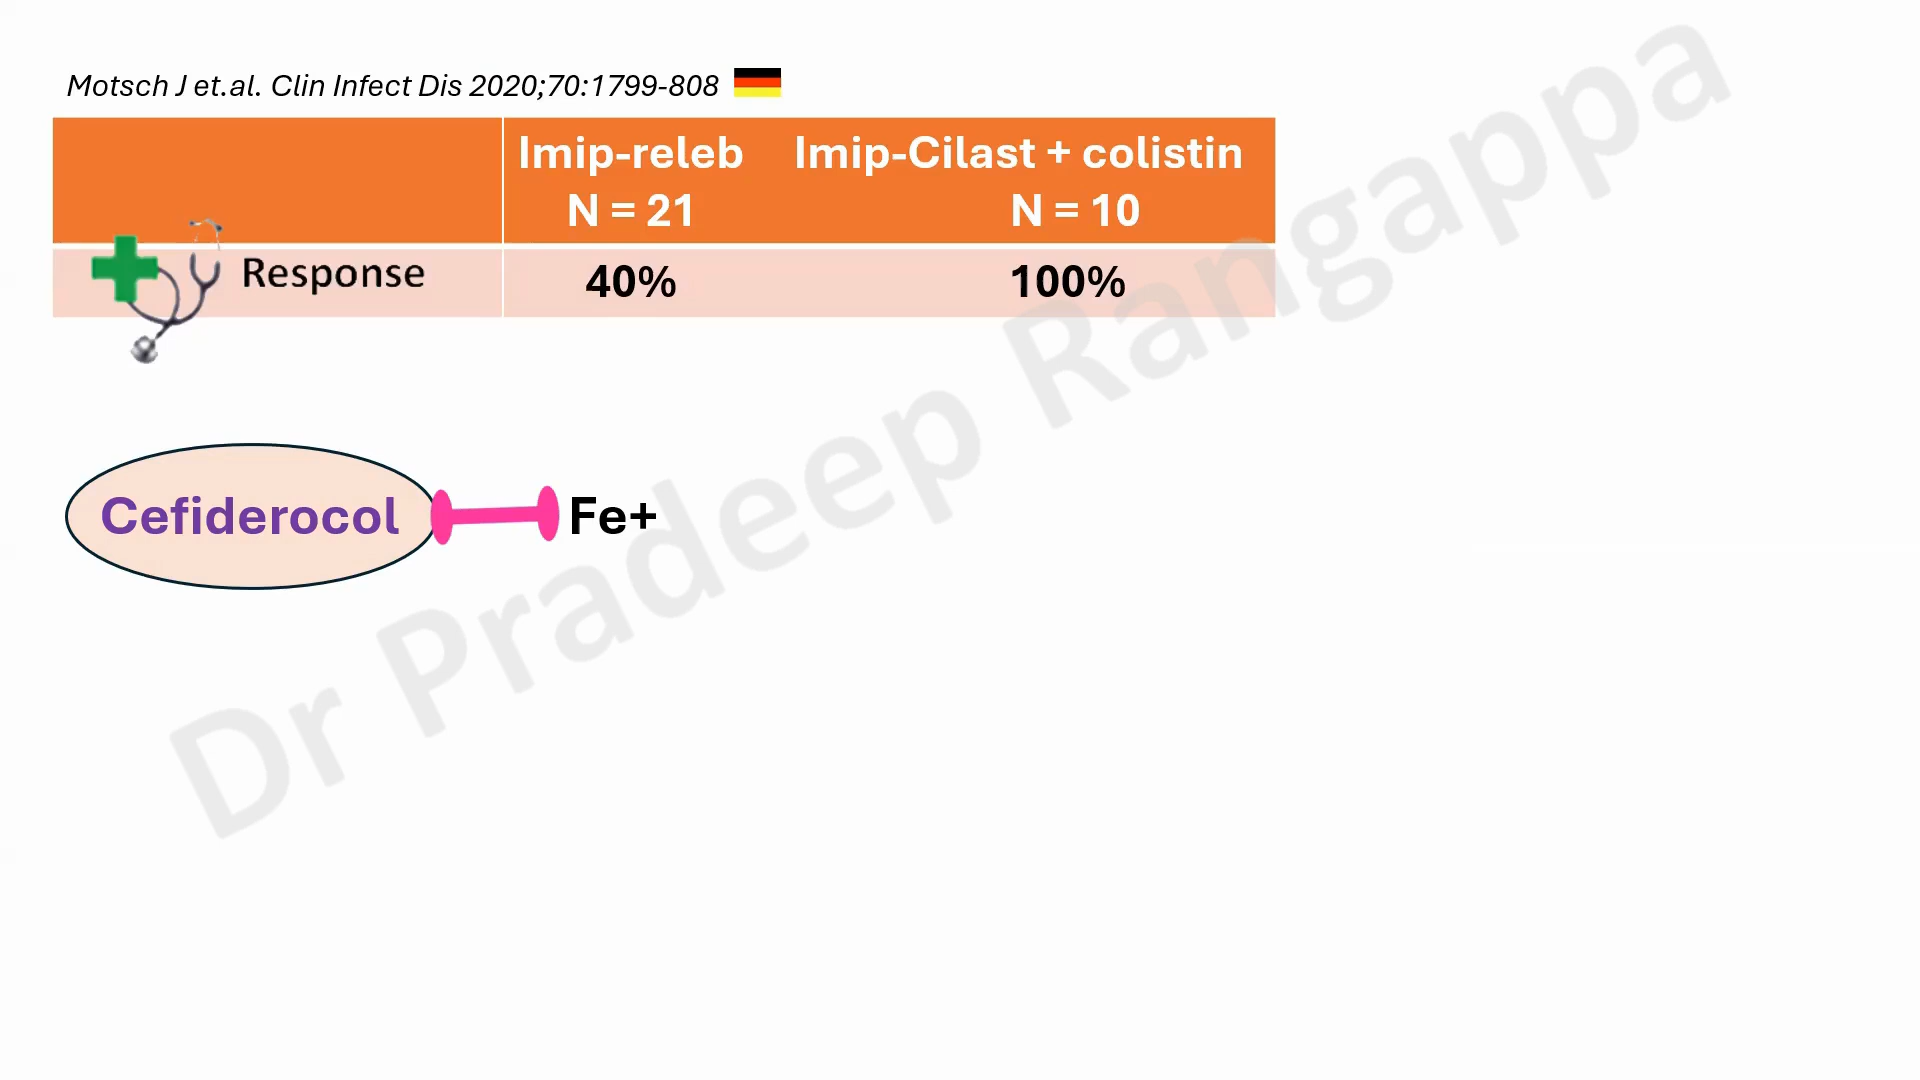 Motsch J et.al. Clin Infect Dis 2020;70:1799-808
Imip-releb Imip-Cilast + colistin
N = 21 N = 10
Response 40% 100%
Cefiderocol Fe+
Dr Pradeep Rangappa